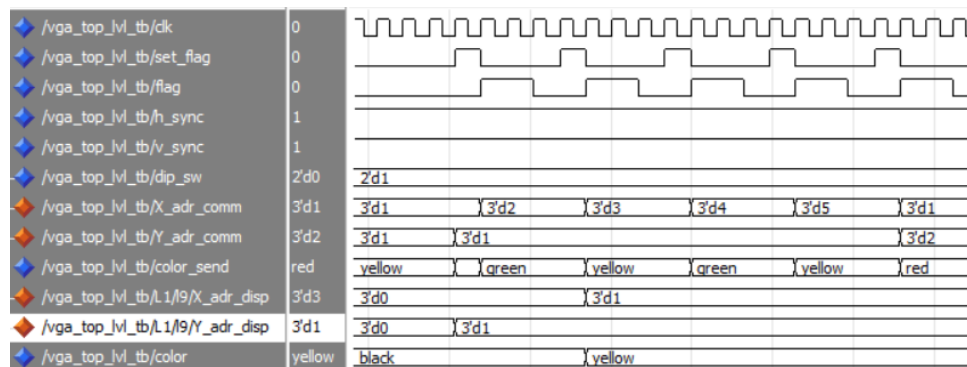 /vga_top_lvl_tb/clk 0
/vga_top_lvl_tb/set_flag 0
/vga_top_lvl_tb/flag 0
/vga_top_lvl_tb/h_sync 1
/vga_top_lvl_tb/v_sync 1
/vga_top_lvl_tb/dip_sw 2'd0 2'd1
/vga_top_lvl_tb/X_adr_comm 3'd1 3'd1 3'd2 3'd3 3'd4 3'd5 3'd1
/vga_top_lvl_tb/Y_adr_comm 3'd2 3'd1 3'd1 3'd2
/vga_top_lvl_tb/color_send red yellow green yellow green yellow red
/vga_top_lvl_tb/L1/l9/X_adr_disp 3'd3 3'd0 3'd1
/vga_top_lvl_tb/L1/l9/Y_adr_disp 3'd1 3'd0 3'd1
/vga_top_lvl_tb/color yellow black yellow